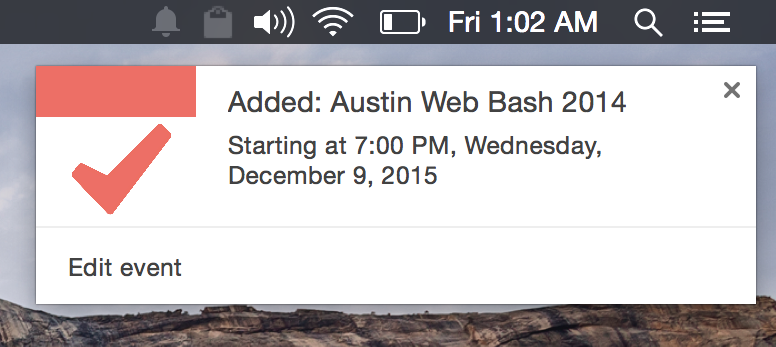 Fri 1:02 AM
Added: Austin Web Bash 2014
Starting at 7:00 PM, Wednesday,
December 9, 2015
Edit event